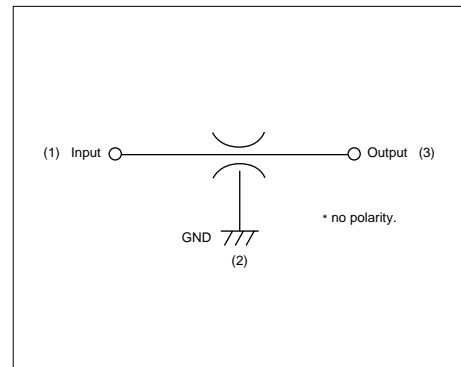 (1) Input Output (3)
* no polarity.
GND
(2)